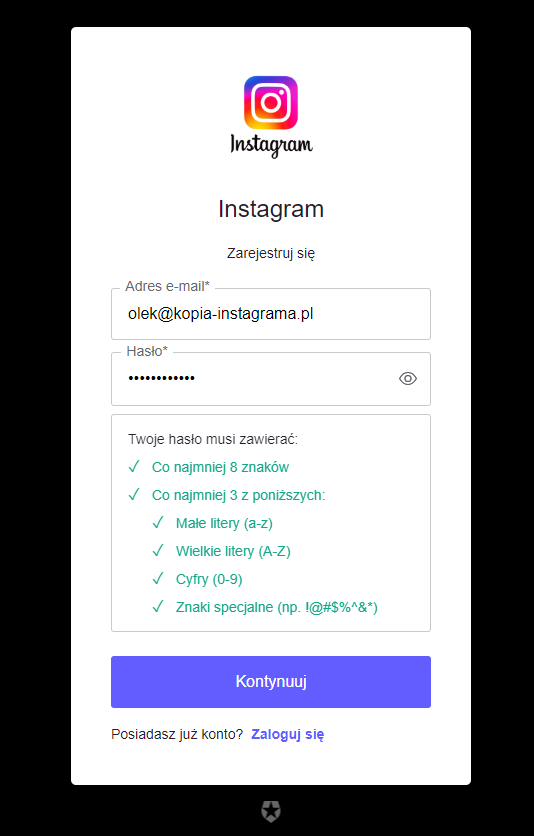 Instagram
Instagram
Zarejestruj się
Adres e-mail*
olek@kopia-instagrama.pl
Hasło*
••••••••••••
Twoje hasło musi zawierać:
Co najmniej 8 znaków
Co najmniej 3 z poniższych:
Małe litery (a-z)
Wielkie litery (A-Z)
Cyfry (0-9)
Znaki specjalne (np. !@#$%^&*)
Kontynuuj
Posiadasz już konto? Zaloguj się